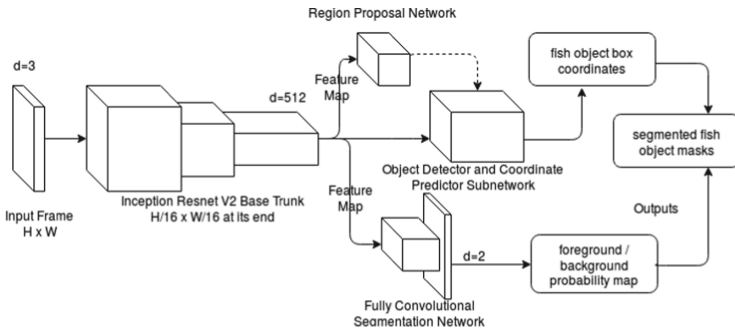 Region Proposal Network
d=3
fish object box
coordinates
Feature
Map
d=512
segmented fish
object masks
Object Detector and Coordinate
Predictor Subnetwork
Inception Resnet V2 Base Trunk
H/16 x W/16 at its end
Feature
Map
Input Frame
H x W
Outputs
d=2
foreground /
background
probability map
Fully Convolutional
Segmentation Network